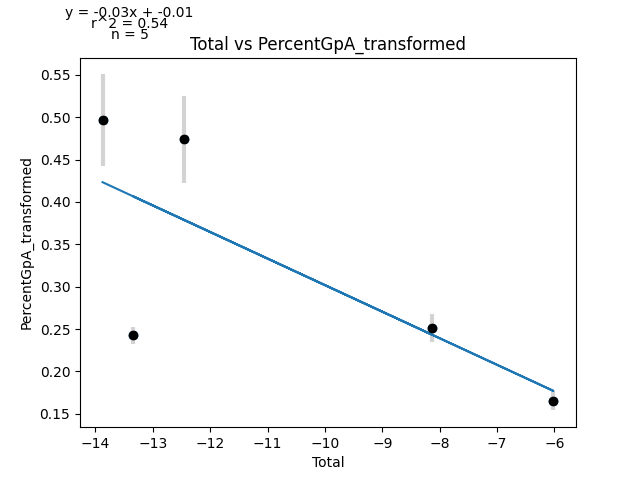 y = -0.03x + -0.01
r^2 = 0.54
n = 5
Total vs PercentGpA_transformed
0.55
0.50
0.45
0.40
0.35
0.30
0.25
0.20
0.15
PercentGpA_transformed
−14 −13 −12 −11 −10 −9 −8 −7 −6
Total